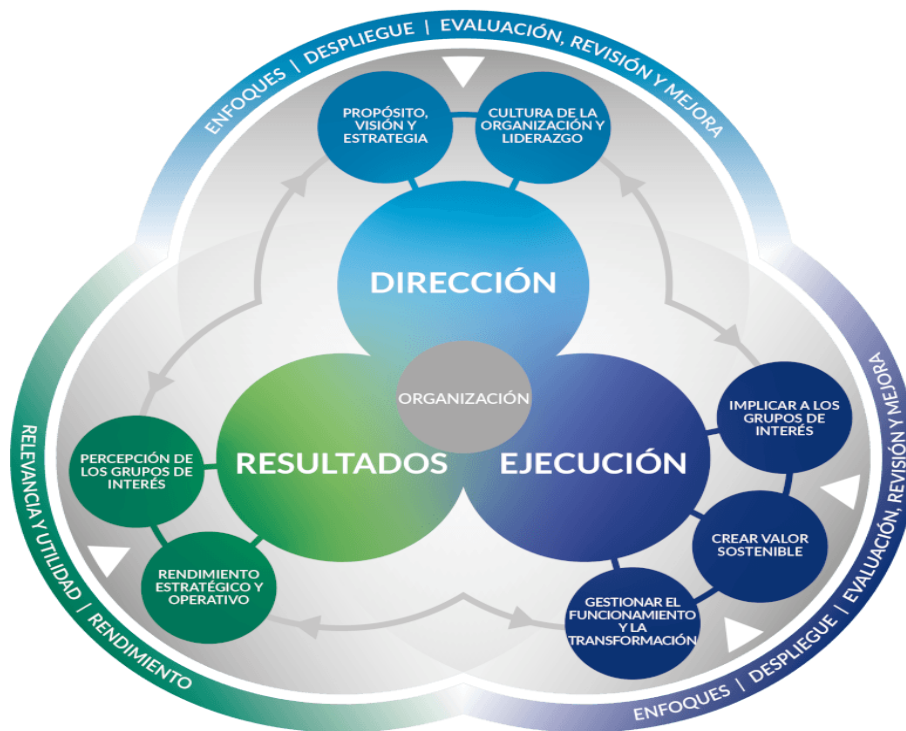 ENFOQUES | DESPLIEGUE | EVALUACIÓN, REVISIÓN Y MEJORA
PROPÓSITO,
VISIÓN Y
ESTRATEGIA
CULTURA DE LA
ORGANIZACIÓN Y
LIDERAZGO
DIRECCIÓN
ORGANIZACIÓN
RESULTADOS
EJECUCIÓN
PERCEPCIÓN DE
LOS GRUPOS DE
INTERÉS
RENDIMIENTO
ESTRATÉGICO Y
OPERATIVO
IMPLICAR A LOS
GRUPOS DE
INTERÉS
CREAR VALOR
SOSTENIBLE
GESTIONAR EL
FUNCIONAMIENTO
Y LA
TRANSFORMACIÓN
RELEVANCIA Y UTILIDAD | RENDIMIENTO
ENFOQUES | DESPLIEGUE | EVALUACIÓN, REVISIÓN Y MEJORA